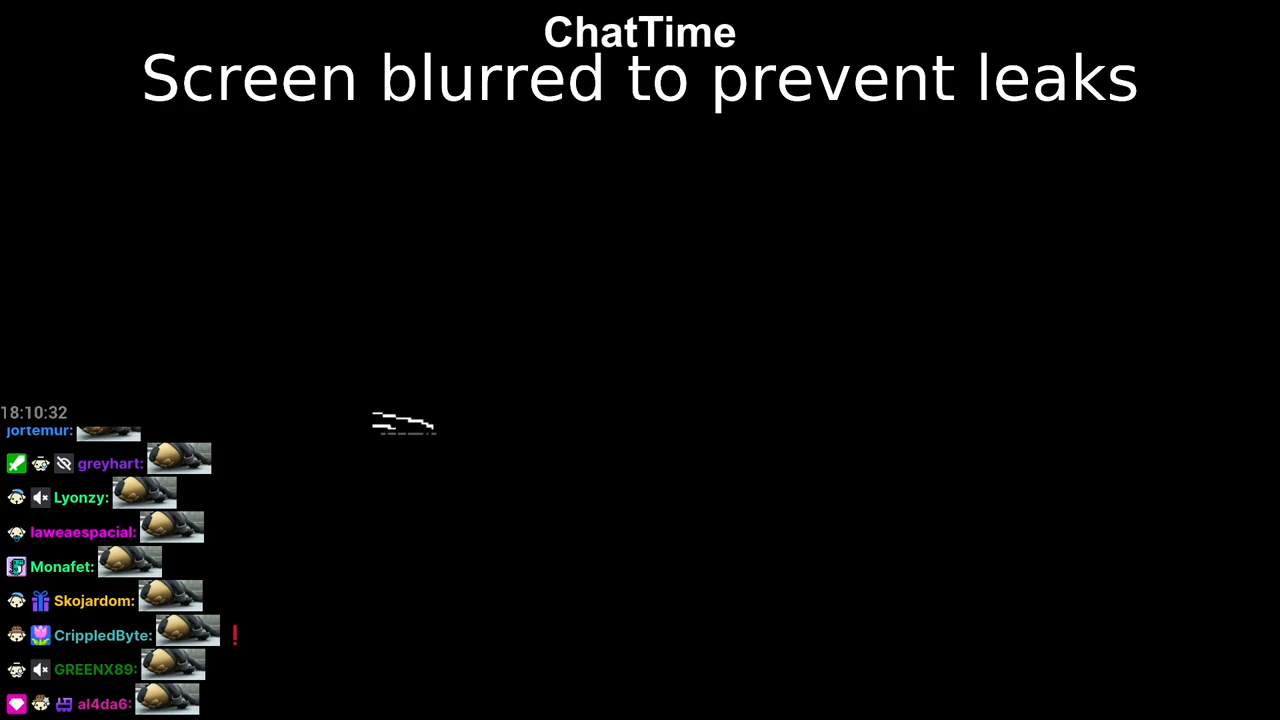 ChatTime
Screen blurred to prevent leaks
18:10:32
jortemur:
greyhart:
Lyonzy:
laweaespacial:
Monafet:
Skojardom:
CrippledByte: ❗
GREENX89:
al4da6: